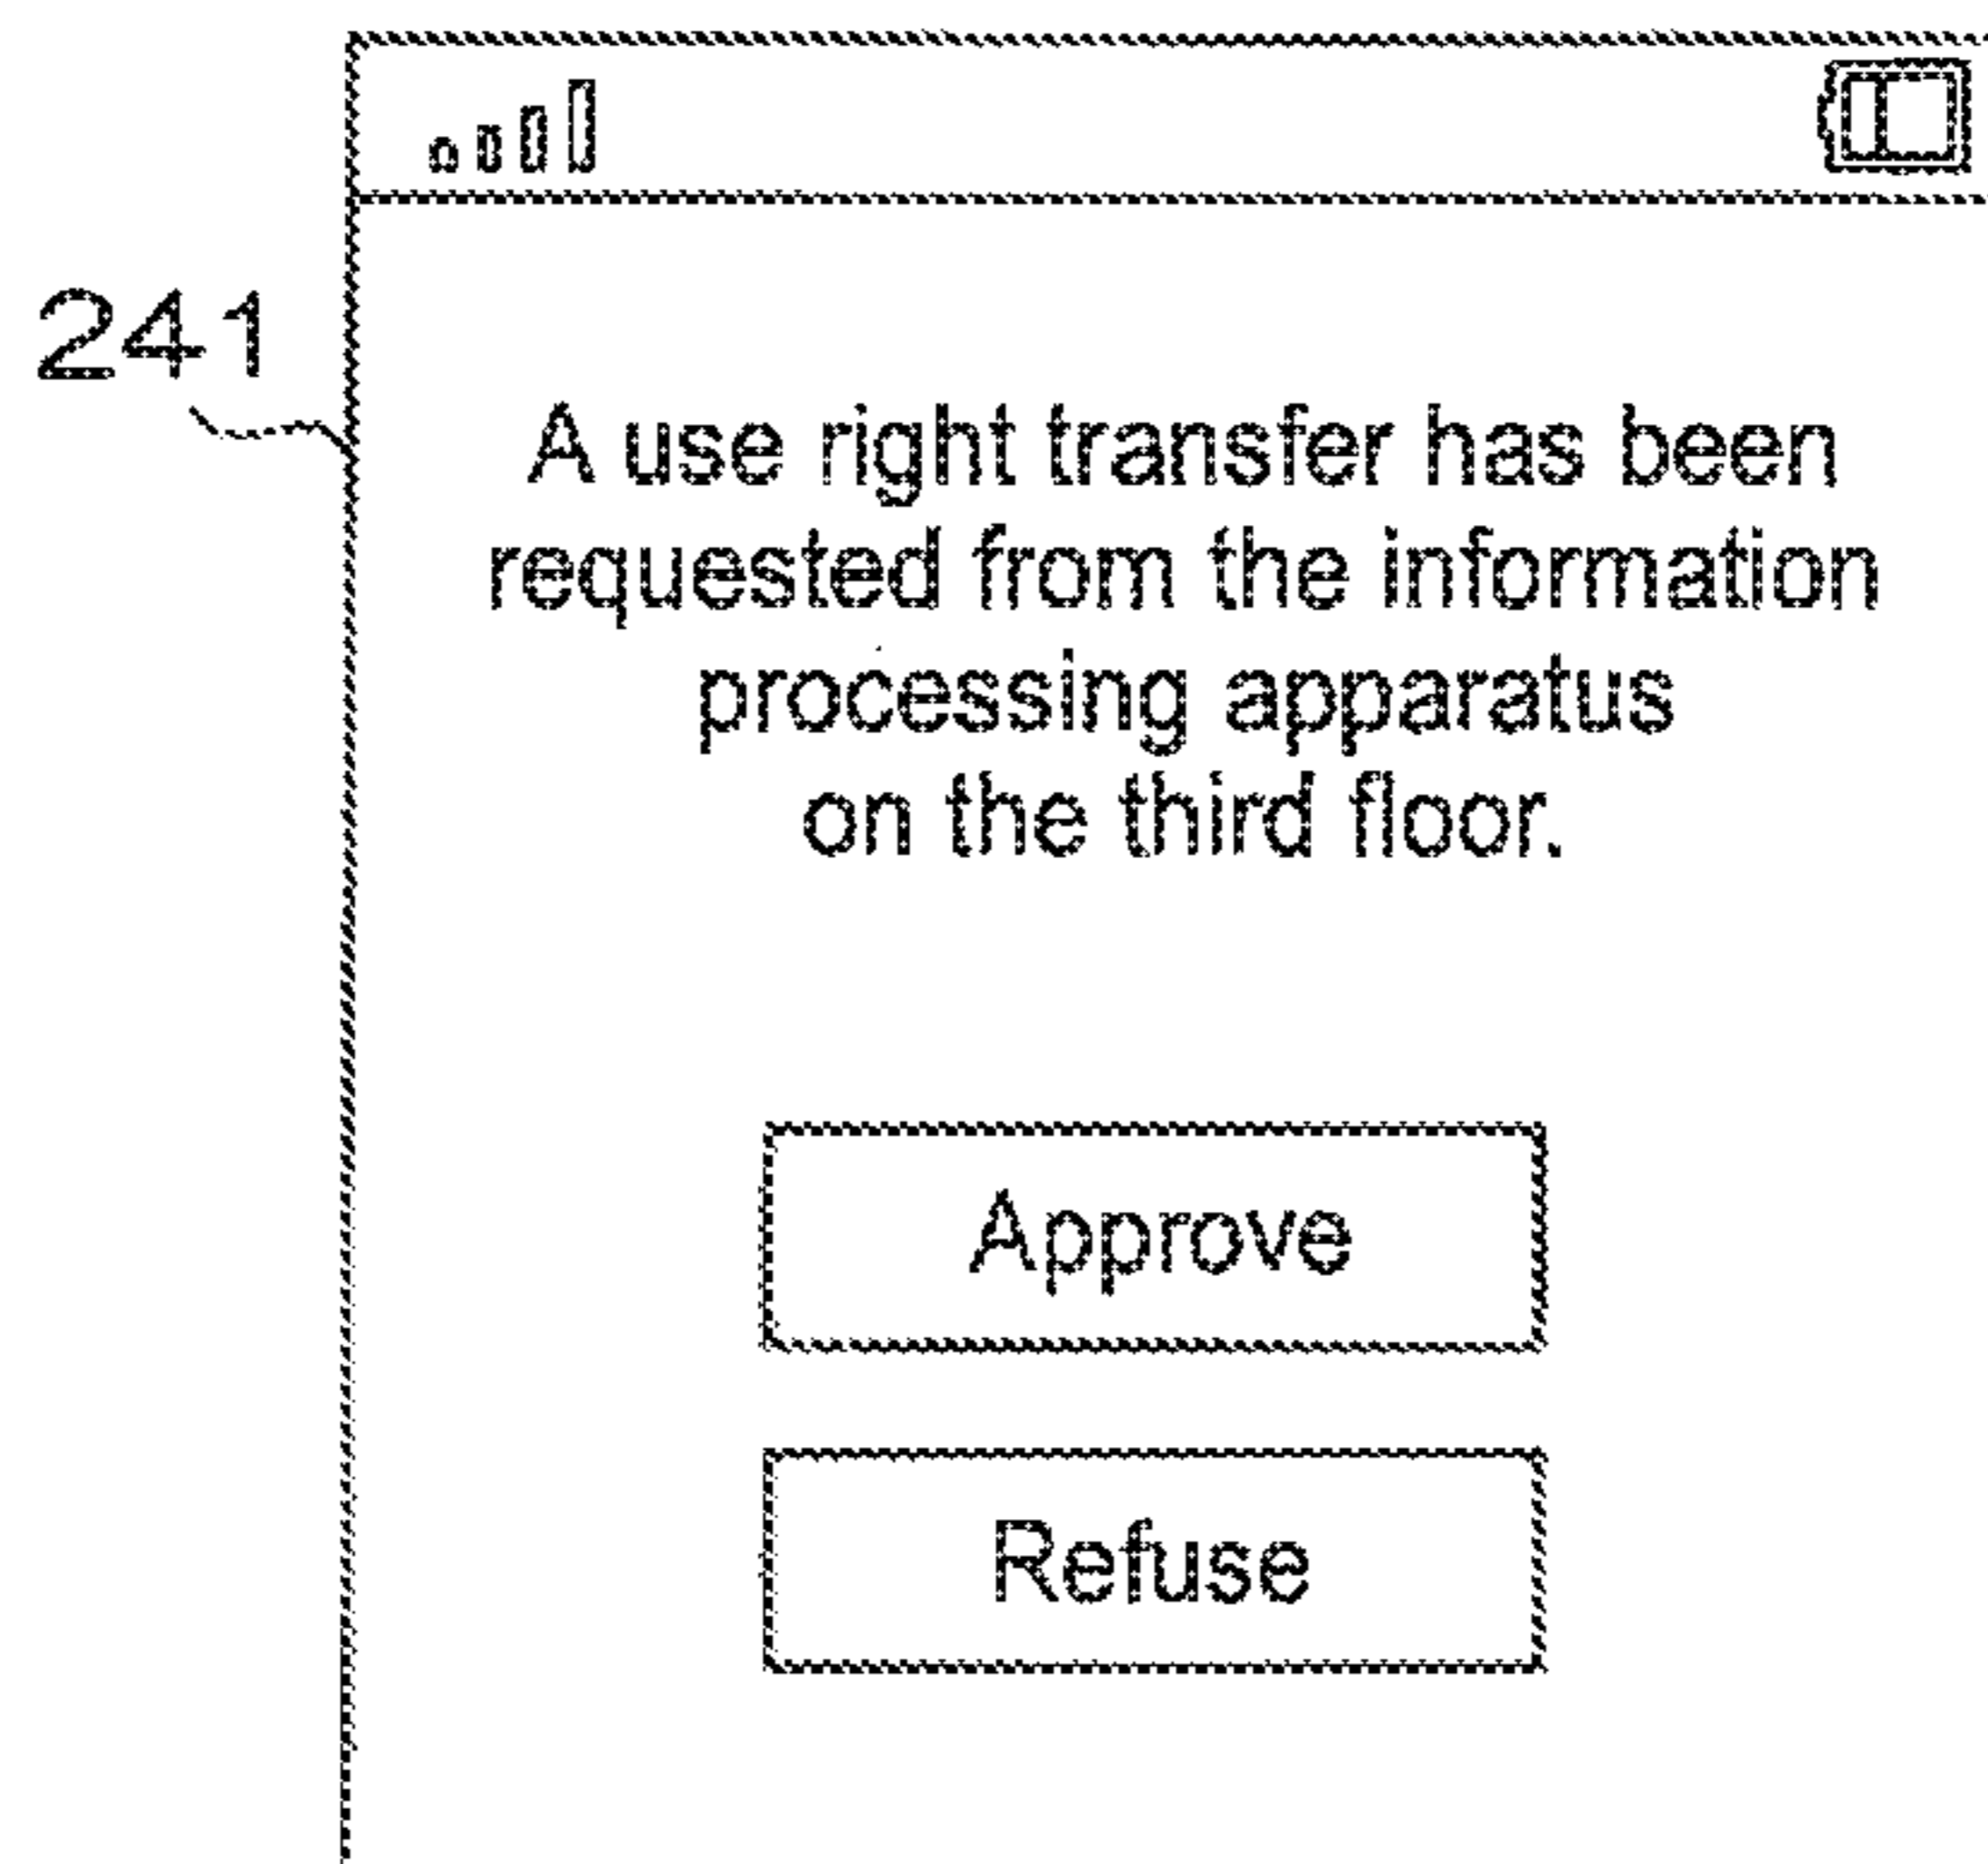 241
A use right transfer has been
requested from the information
processing apparatus
on the third floor.
Approve
Refuse